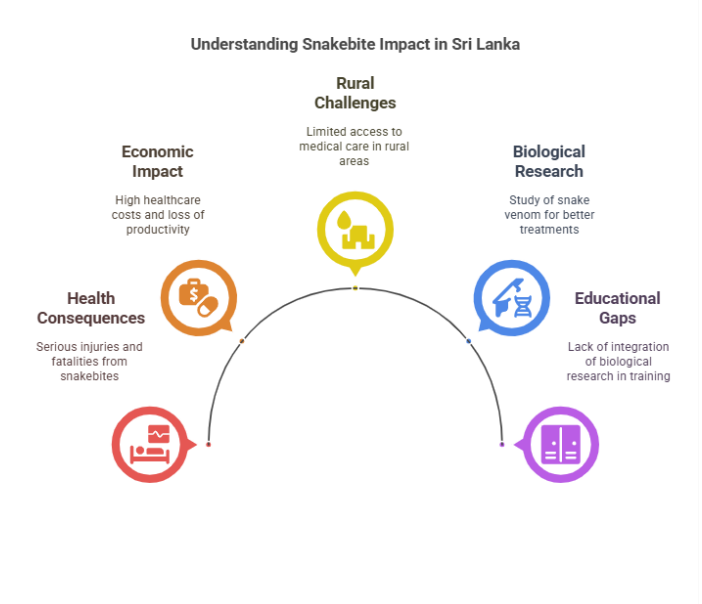 Understanding Snakebite Impact in Sri Lanka
Rural
Challenges
Limited access to
medical care in rural
areas
Economic
Impact
High healthcare
costs and loss of
productivity
Biological
Research
Study of snake
venom for better
treatments
Health
Consequences
Serious injuries and
fatalities from
snakebites
Educational
Gaps
Lack of integration
of biological
research in training
$